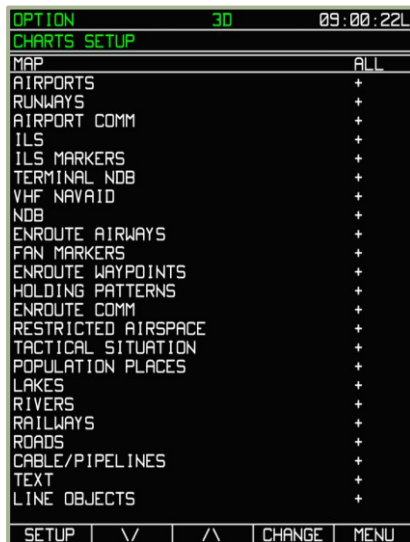 OPTION 3D 09:00:22L
CHARTS SETUP
MAP ALL
AIRPORTS +
RUNWAYS +
AIRPORT COMM +
ILS +
ILS MARKERS +
TERMINAL NDB +
VHF NAVAID +
NDB +
ENROUTE AIRWAYS +
FAN MARKERS +
ENROUTE WAYPOINTS +
HOLDING PATTERNS +
ENROUTE COMM +
RESTRICTED AIRSPACE +
TACTICAL SITUATION +
POPULATION PLACES +
LAKES +
RIVERS +
RAILWAYS +
ROADS +
CABLE/PIPELINES +
TEXT +
LINE OBJECTS +
SETUP \/ /\ CHANGE MENU